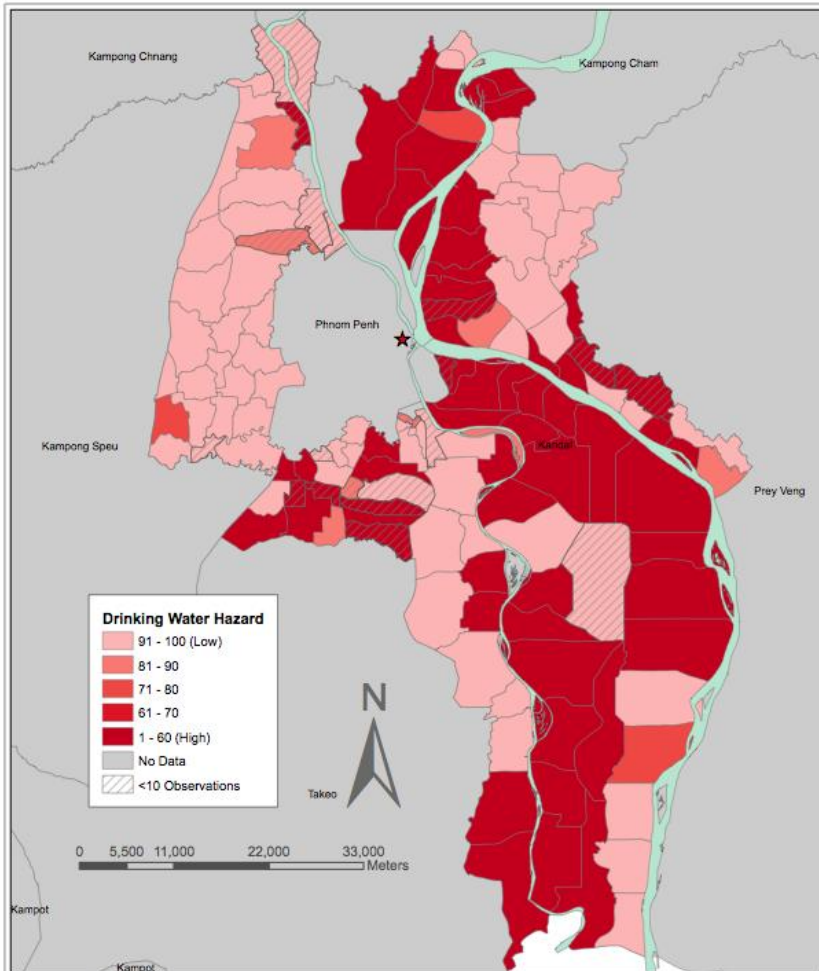 Kampong Chnang
Kampong Cham
Phnom Penh
Kampong Speu
Kandal
Prey Veng
Drinking Water Hazard
91 - 100 (Low)
81 - 90
71 - 80
61 - 70
1 - 60 (High)
No Data
<10 Observations
N
Takeo
0 5,500 11,000 22,000 33,000
Meters
Kampot
Kampot